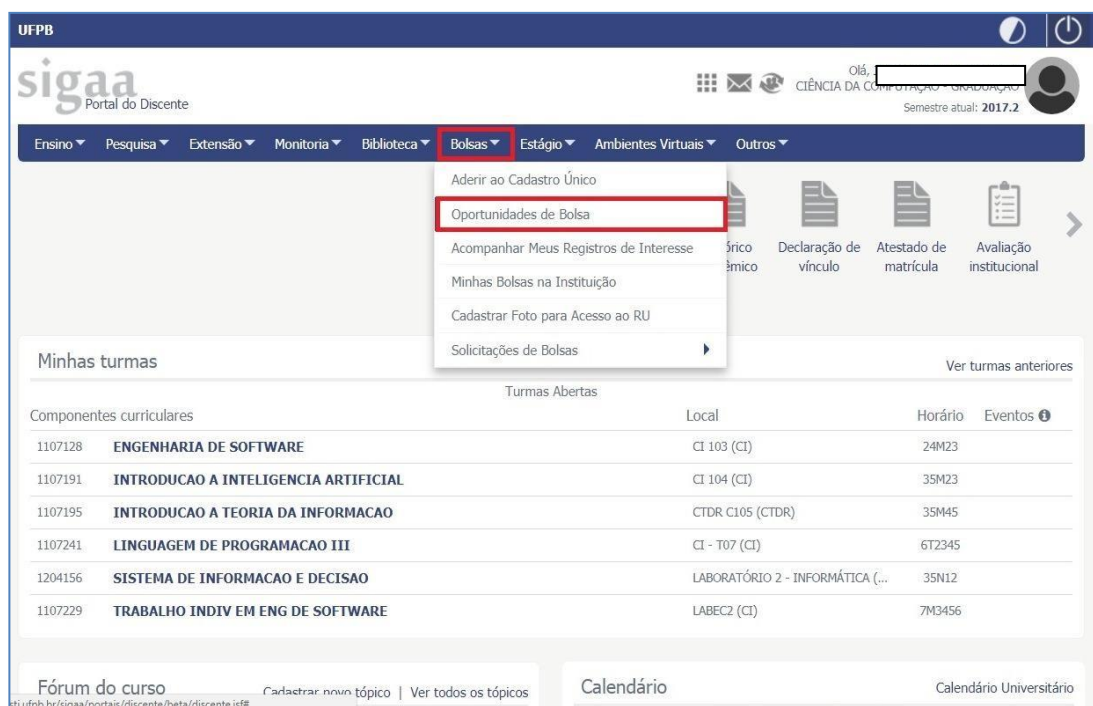 UFPB
sigaa
Portal do Discente
Olá,
CIÊNCIA DA COMPUTAÇÃO - GRADUAÇÃO
Semestre atual: 2017.2
Ensino Pesquisa Extensão Monitoria Biblioteca Bolsas Estágio Ambientes Virtuais Outros
Aderir ao Cadastro Único
Oportunidades de Bolsa
Acompanhar Meus Registros de Interesse
Minhas Bolsas na Instituição
Cadastrar Foto para Acesso ao RU
Solicitações de Bolsas
Declaração de vínculo
Atestado de matrícula
Avaliação institucional
Minhas turmas
Ver turmas anteriores
Turmas Abertas
Componentes curriculares Local Horário Eventos
1107128 ENGENHARIA DE SOFTWARE CI 103 (CI) 24M23
1107191 INTRODUCAO A INTELIGENCIA ARTIFICIAL CI 104 (CI) 35M23
1107195 INTRODUCAO A TEORIA DA INFORMACAO CTDR C105 (CTDR) 35M45
1107241 LINGUAGEM DE PROGRAMACAO III CI - T07 (CI) 6T2345
1204156 SISTEMA DE INFORMACAO E DECISAO LABORATÓRIO 2 - INFORMÁTICA (... 35N12
1107229 TRABALHO INDIV EM ENG DE SOFTWARE LABEC2 (CI) 7M3456
Fórum do curso Cadastrar novo tópico | Ver todos os tópicos
Calendário Calendário Universitário